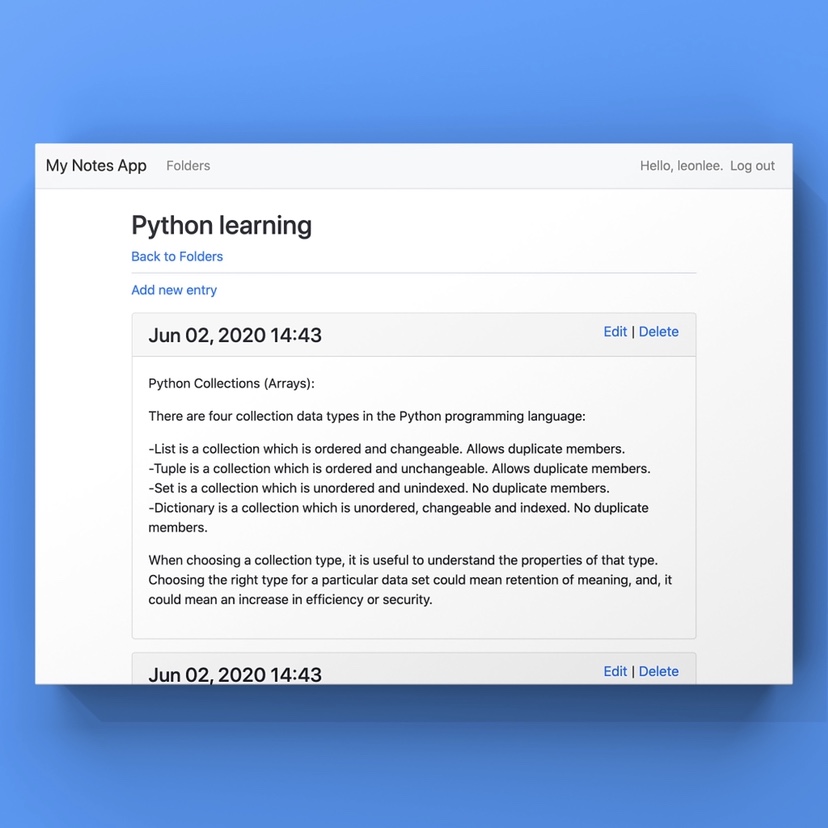 My Notes App Folders Hello, leonlee. Log out
Python learning
Back to Folders
Add new entry
Jun 02, 2020 14:43 Edit | Delete
Python Collections (Arrays):
There are four collection data types in the Python programming language:
-List is a collection which is ordered and changeable. Allows duplicate members.
-Tuple is a collection which is ordered and unchangeable. Allows duplicate members.
-Set is a collection which is unordered and unindexed. No duplicate members.
-Dictionary is a collection which is unordered, changeable and indexed. No duplicate
members.
When choosing a collection type, it is useful to understand the properties of that type.
Choosing the right type for a particular data set could mean retention of meaning, and, it
could mean an increase in efficiency or security.
Jun 02, 2020 14:43 Edit | Delete